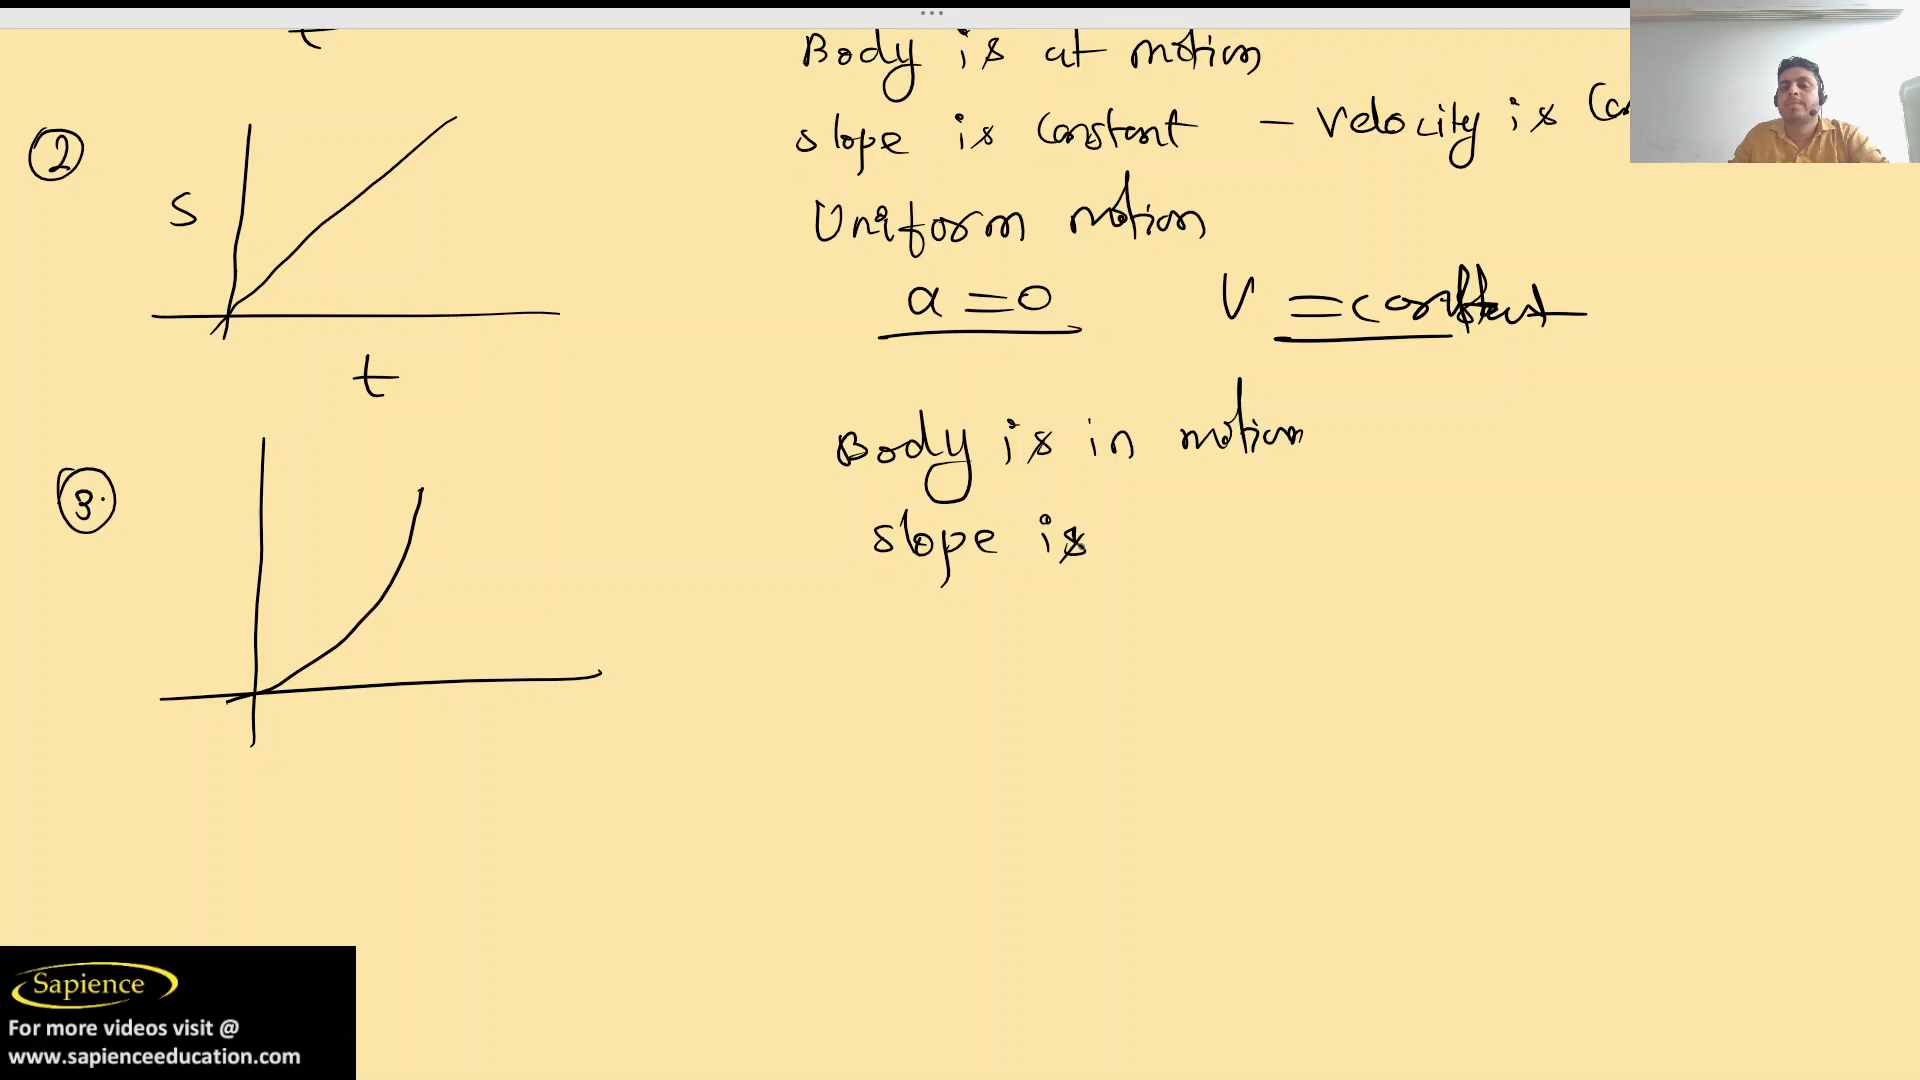 t
Body is at motion
②
slope is constant - velocity is
S
Uniform motion
a = 0 V = constant
t
Body is in motion
③.
slope is
Sapience
For more videos visit @
www.sapienceeducation.com